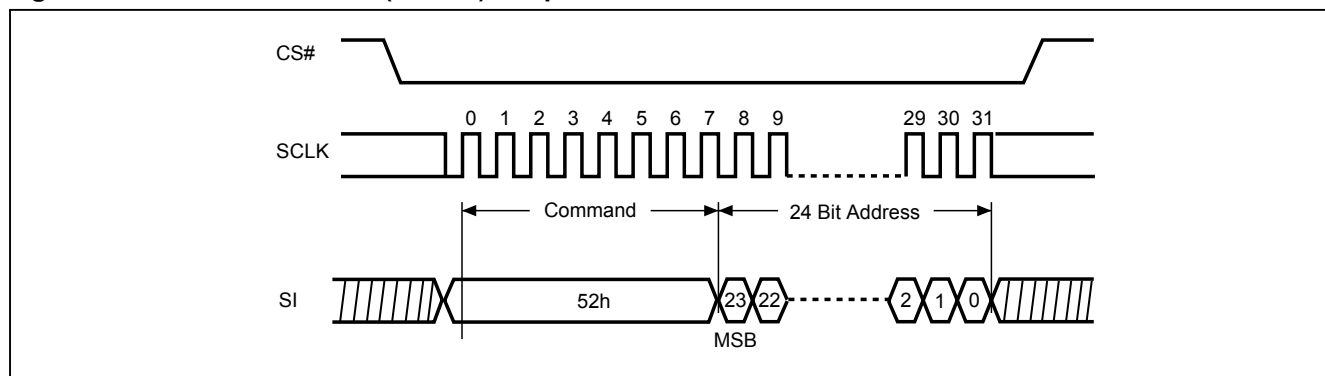 CS#
0 1 2 3 4 5 6 7 8 9 29 30 31
SCLK
Command 24 Bit Address
SI 52h 23 22 2 1 0
MSB